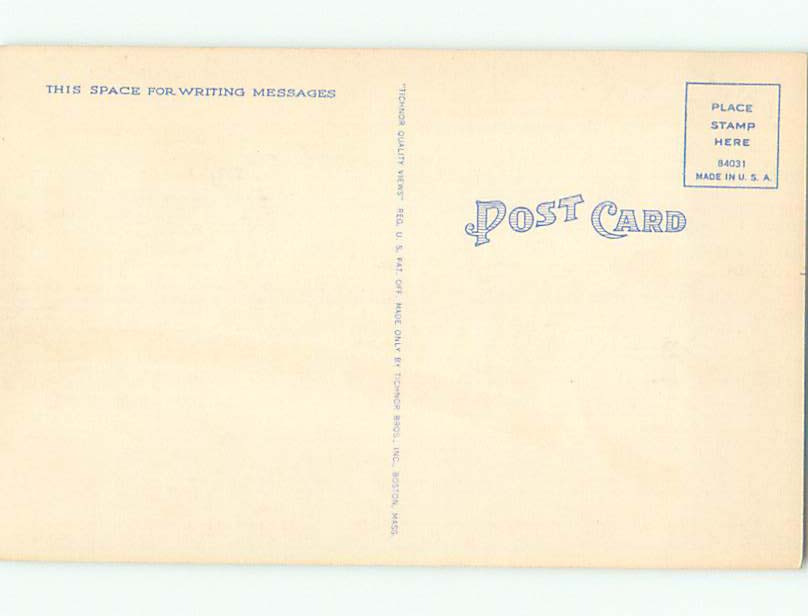 THIS SPACE FOR WRITING MESSAGES
"TICHNOR QUALITY VIEWS" REG. U. S. PAT. OFF. MADE ONLY BY TICHNOR BROS., INC., BOSTON, MASS.
PLACE
STAMP
HERE
84031
MADE IN U. S. A.
POST CARD